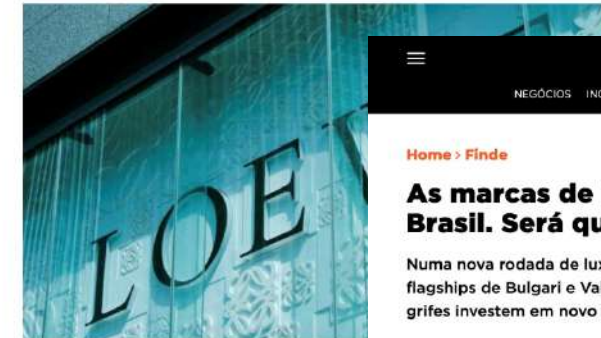 LOE
NEGÓCIOS
Home > Finde
As marcas de
Brasil. Será
Numa nova rodada de
flagships de Bulgari e
grifes investem em novo